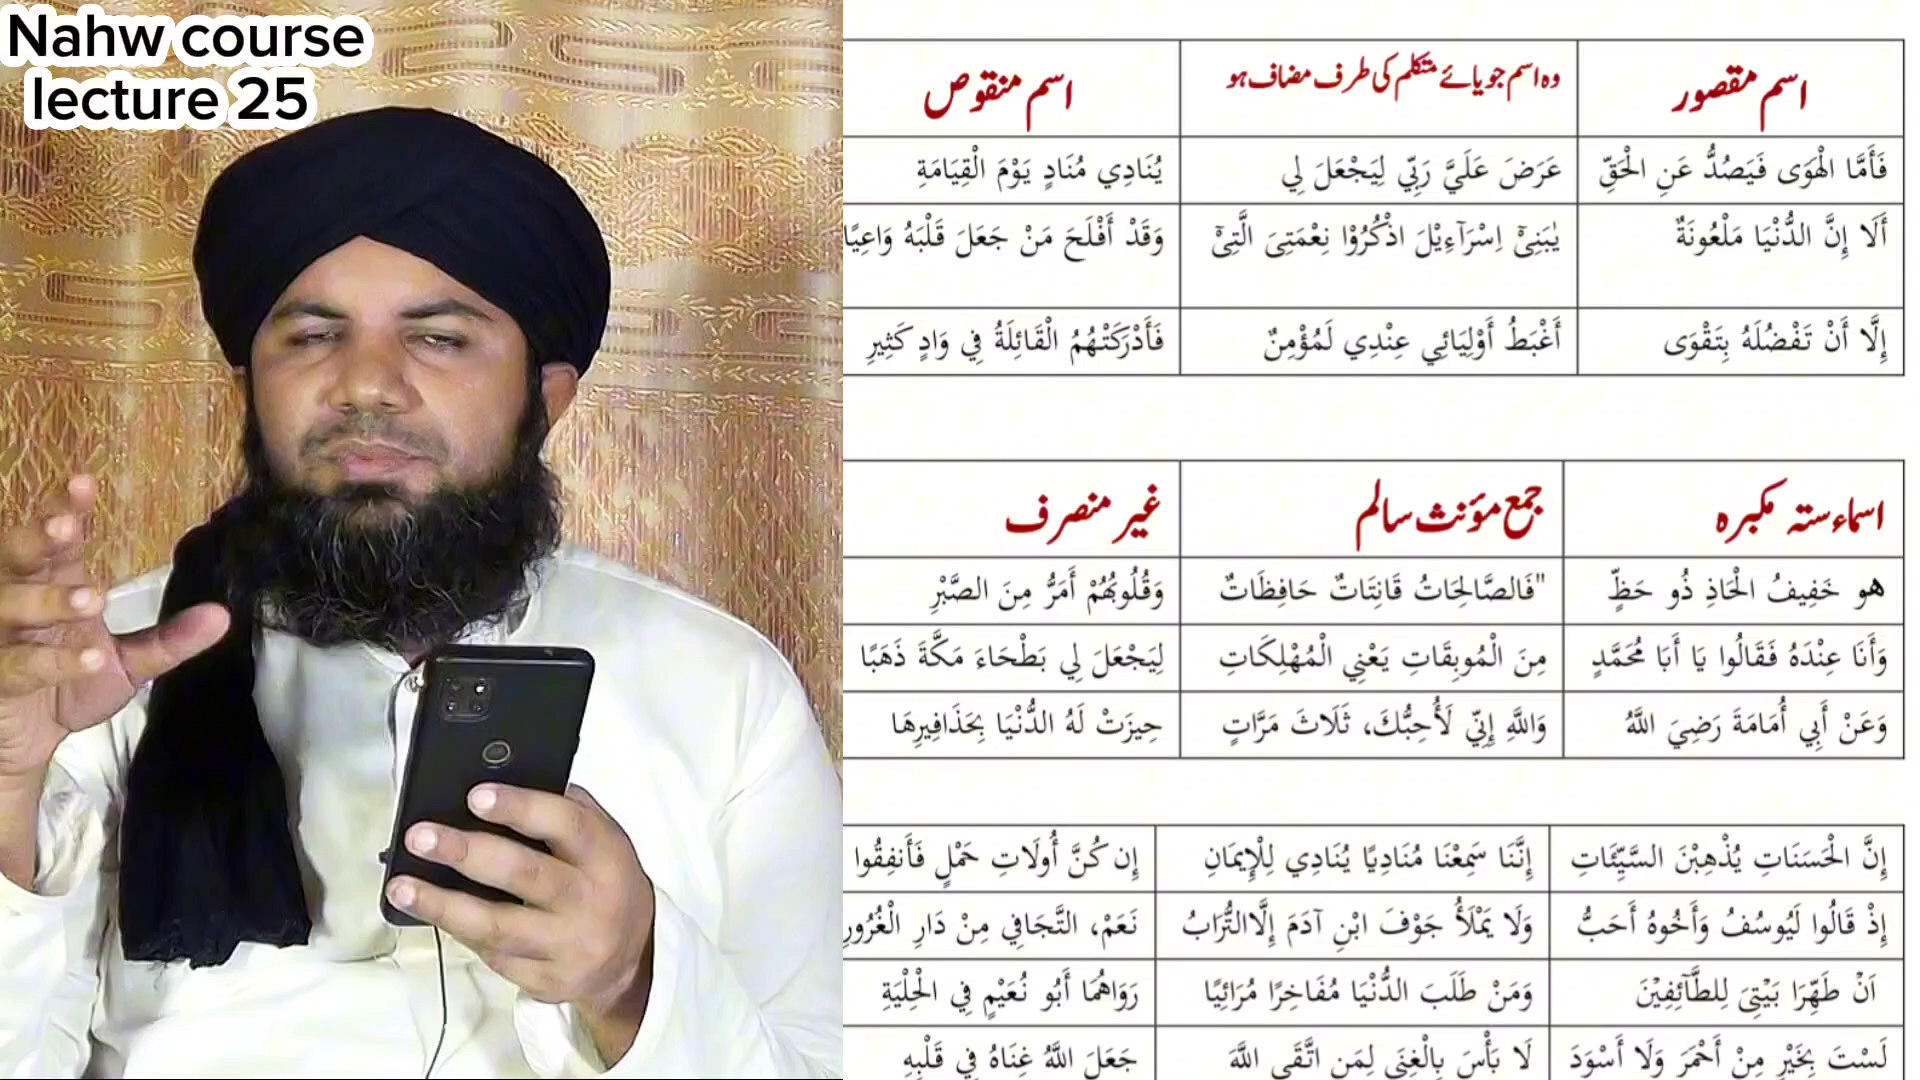 Nahw course
lecture 25
اسم مقصور
وہ اسم جو یائے متکلم کی طرف مضاف ہو
اسم منقوص
فَأَمَّا الْهَوَى فَيَصُدُّ عَنِ الْحَقِّ
عَرَضَ عَلَيَّ رَبِّي لِيَجْعَلَ لِي
يُنَادِي مُنَادٍ يَوْمَ الْقِيَامَةِ
أَلَا إِنَّ الدُّنْيَا مَلْعُونَةٌ
يٰبَنِىْۤ اِسْرَآءِیْلَ اذْكُرُوْا نِعْمَتِیَ الَّتِیْۤ
وَقَدْ أَفْلَحَ مَنْ جَعَلَ قَلْبَهُ وَاعِيًا
إِلَّا أَنْ تَفْضُلَهُ بِتَقْوَى
أَغْبَطُ أَوْلِيَائِي عِنْدِي لَمُؤْمِنٌ
فَأَدْرَكَتْهُمُ الْقَائِلَةُ فِي وَادٍ كَثِيرِ
اسماء ستہ مکبرہ
جمع مؤنث سالم
غیر منصرف
هو خَفِيفُ الْحَاذِ ذُو حَظٍّ
"فَالصَّالِحَاتُ قَانِتَاتٌ حَافِظَاتٌ
وَقُلُوبُهُمْ أَمَرُّ مِنَ الصَّبْرِ
وَأَنَا عِنْدَهُ فَقَالُوا يَا أَبَا مُحَمَّدٍ
مِنَ الْمُوبِقَاتِ يَعْنِي الْمُهْلِكَاتِ
لِيَجْعَلَ لِي بَطْحَاءَ مَكَّةَ ذَهَبًا
وَعَنْ أَبِي أُمَامَةَ رَضِيَ اللَّهُ
وَاللَّهِ إِنِّي لَأُحِبُّكَ، ثَلَاثَ مَرَّاتٍ
حِيزَتْ لَهُ الدُّنْيَا بِحَذَافِيرِهَا
إِنَّ الْحَسَنَاتِ يُذْهِبْنَ السَّيِّئَاتِ
إِنَّنَا سَمِعْنَا مُنَادِيًا يُنَادِي لِلْإِيمَانِ
إِن كُنَّ أُولَاتِ حَمْلٍ فَأَنفِقُوا
إِذْ قَالُوا لَيُوسُفُ وَأَخُوهُ أَحَبُّ
وَلَا يَمْلَأُ جَوْفَ ابْنِ آدَمَ إِلَّاالتُّرَابُ
نَعَمْ، التَّجَافِي مِنْ دَارِ الْغُرُورِ
اَنْ طَهِّرَا بَیْتِیَ لِلطَّآئِفِیْنَ
وَمَنْ طَلَبَ الدُّنْيَا مُفَاخِرًا مُرَائِيًا
رَوَاهُمَا أَبُو نُعَيْمٍ فِي الْحِلْيَةِ
لَسْتَ بِخَيْرٍ مِنْ أَحْمَرَ وَلَا أَسْوَدَ
لَا بَأْسَ بِالْغِنَى لِمَنِ اتَّقَى اللَّهَ
جَعَلَ اللَّهُ غِنَاهُ فِي قَلْبِهِ